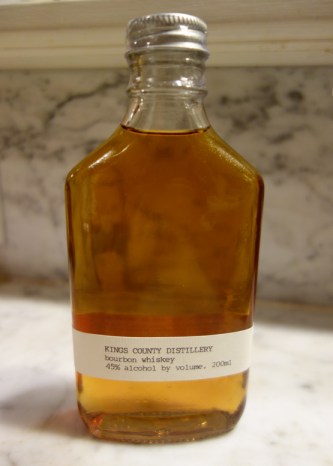 KINGS COUNTY DISTILLERY
bourbon whiskey
45% alcohol by volume. 200ml